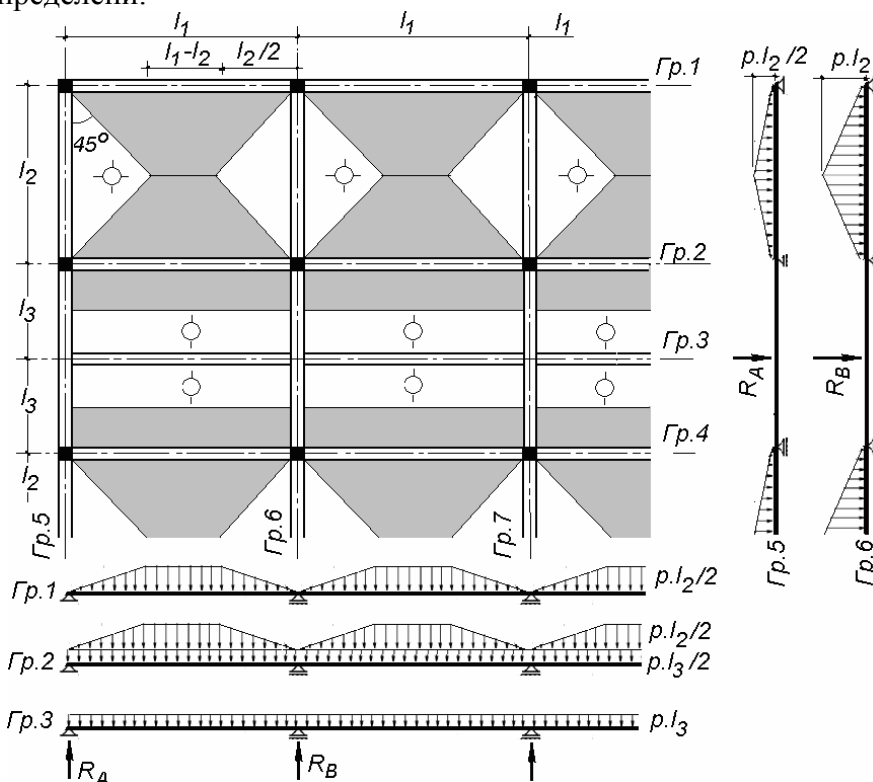 пределени.
l1 l1 l1
l1-l2 l2/2
Гр.1
p.l2/2 p.l2
45°
l2
Гр.2
l3
Гр.3
RA RB
l3
Гр.4
l2
Гр.5 Гр.6 Гр.7
Гр.5 Гр.6
Гр.1 p.l2/2
Гр.2 p.l2/2
p.l3/2
Гр.3 p.l3
RA RB